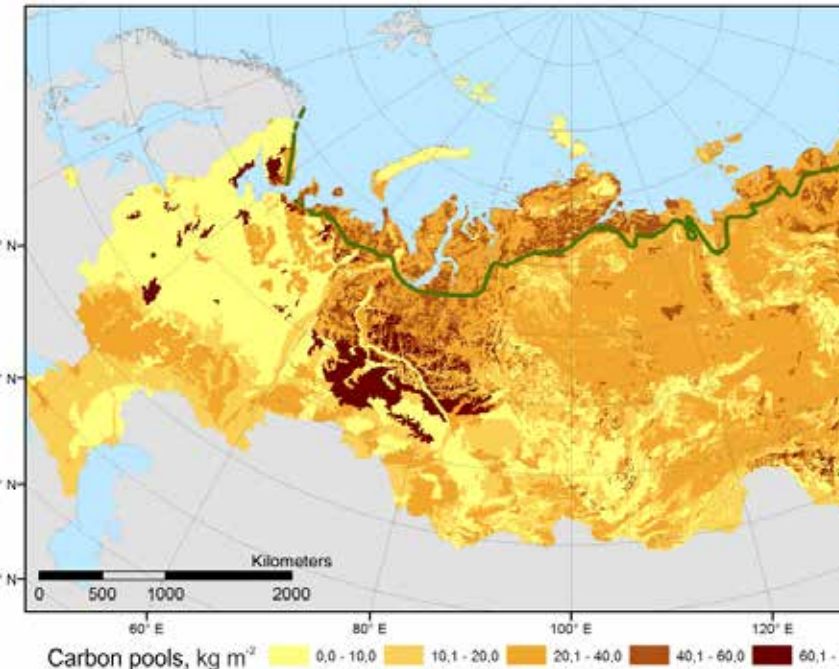 ° N
° N
° N
° N
Kilometers
0 500 1000 2000
60° E 80° E 100° E 120° E
Carbon pools, kg m⁻² 0,0 - 10,0 10,1 - 20,0 20,1 - 40,0 40,1 - 60,0 60,1 -